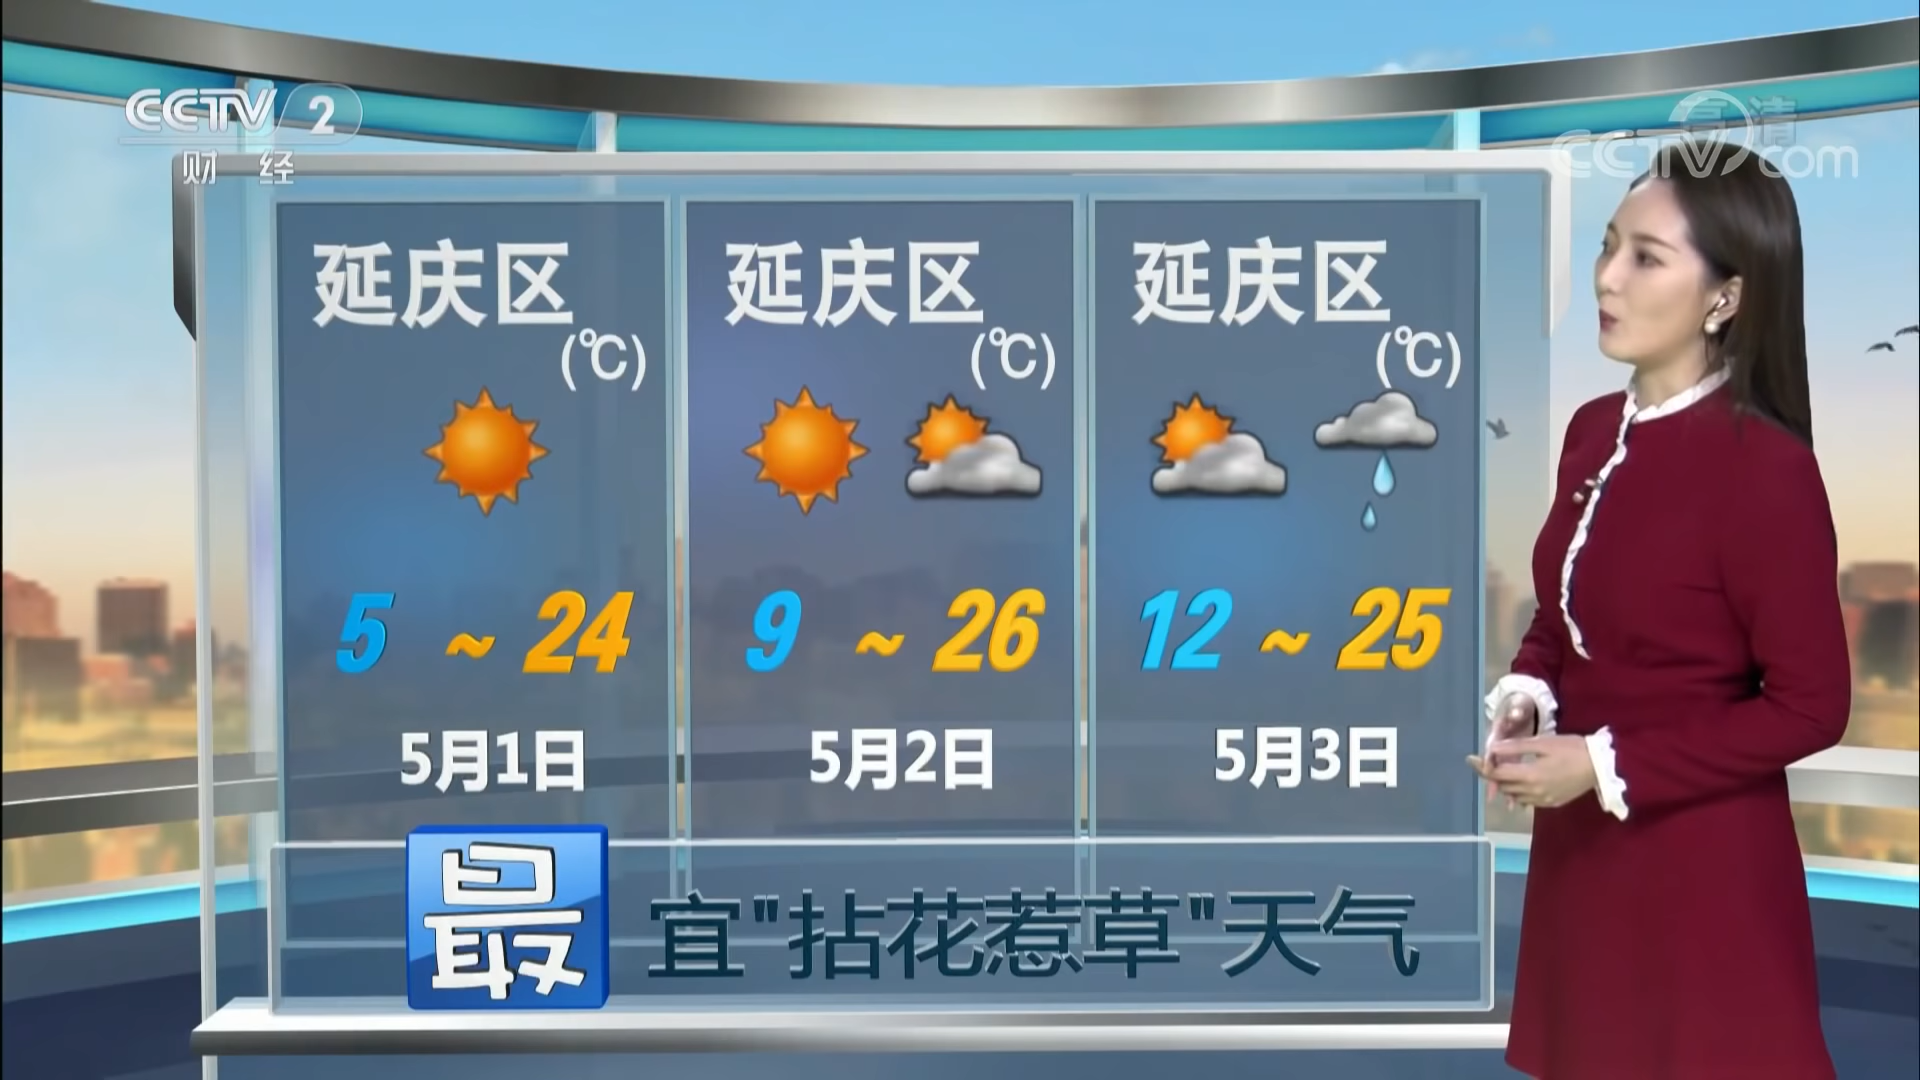 CCTV 2
财 经
高清
CCTV.com
延庆区
(℃)
5 ~ 24
5月1日
延庆区
(℃)
9 ~ 26
5月2日
延庆区
(℃)
12 ~ 25
5月3日
最
宜"拈花惹草"天气